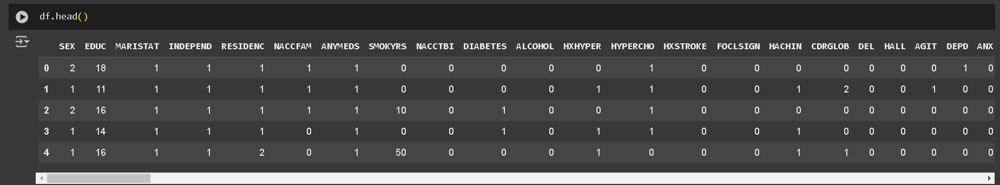 df.head()
SEX EDUC MARISTAT INDEPEND RESIDENC NACCFAM ANYMEDS SMOKYRS NACCTBI DIABETES ALCOHOL HXHYPER HYPERCHO HXSTROKE FOCLSIGN HACHIN CDRGLOB DEL HALL AGIT DEPD ANX
0 2 18 1 1 1 1 1 0 0 0 0 0 1 0 0 0 0 0 0 0 1 0
1 1 11 1 1 1 1 1 0 0 0 0 1 1 0 0 1 2 0 0 1 0 0
2 2 16 1 1 1 1 1 10 0 1 0 0 1 0 0 0 0 0 0 0 0 0
3 1 14 1 1 1 0 1 0 0 1 0 1 1 0 0 1 0 0 0 0 0 0
4 1 16 1 1 2 0 1 50 0 0 0 1 0 0 0 1 1 0 0 0 0 0